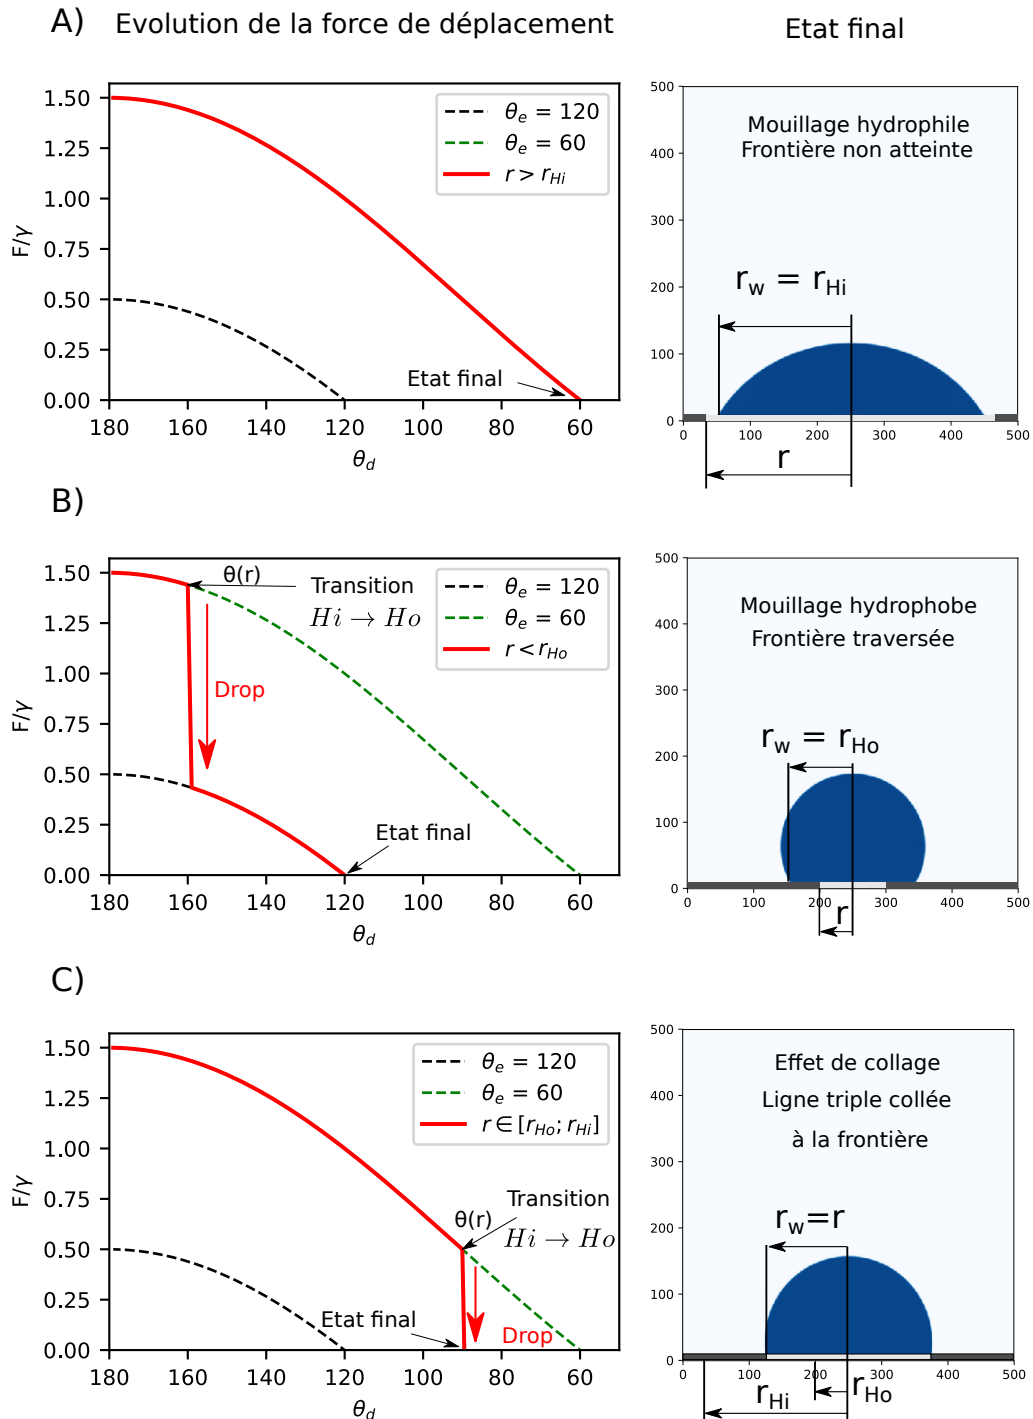 A) Evolution de la force de déplacement
Etat final
1.50
1.25
1.00
0.75
0.50
0.25
0.00
F/γ
θe = 120
θe = 60
r > rHi
Etat final
180 160 140 120 100 80 60
θd
500
400
300
200
100
0
Mouillage hydrophile
Frontière non atteinte
rw = rHi
0 100 200 300 400 500
r
B)
1.50
1.25
1.00
0.75
0.50
0.25
0.00
F/γ
θ(r)
Transition
Hi → Ho
Drop
θe = 120
θe = 60
r < rHo
Etat final
180 160 140 120 100 80 60
θd
500
400
300
200
100
0
Mouillage hydrophobe
Frontière traversée
rw = rHo
0 100 200 300 400 500
r
C)
1.50
1.25
1.00
0.75
0.50
0.25
0.00
F/γ
θe = 120
θe = 60
r ∈ [rHo; rHi]
Transition
θ(r)
Hi → Ho
Etat final
Drop
180 160 140 120 100 80 60
θd
500
400
300
200
100
0
Effet de collage
Ligne triple collée
à la frontière
rw=r
0 100 200 300 400 500
rHi
rHo